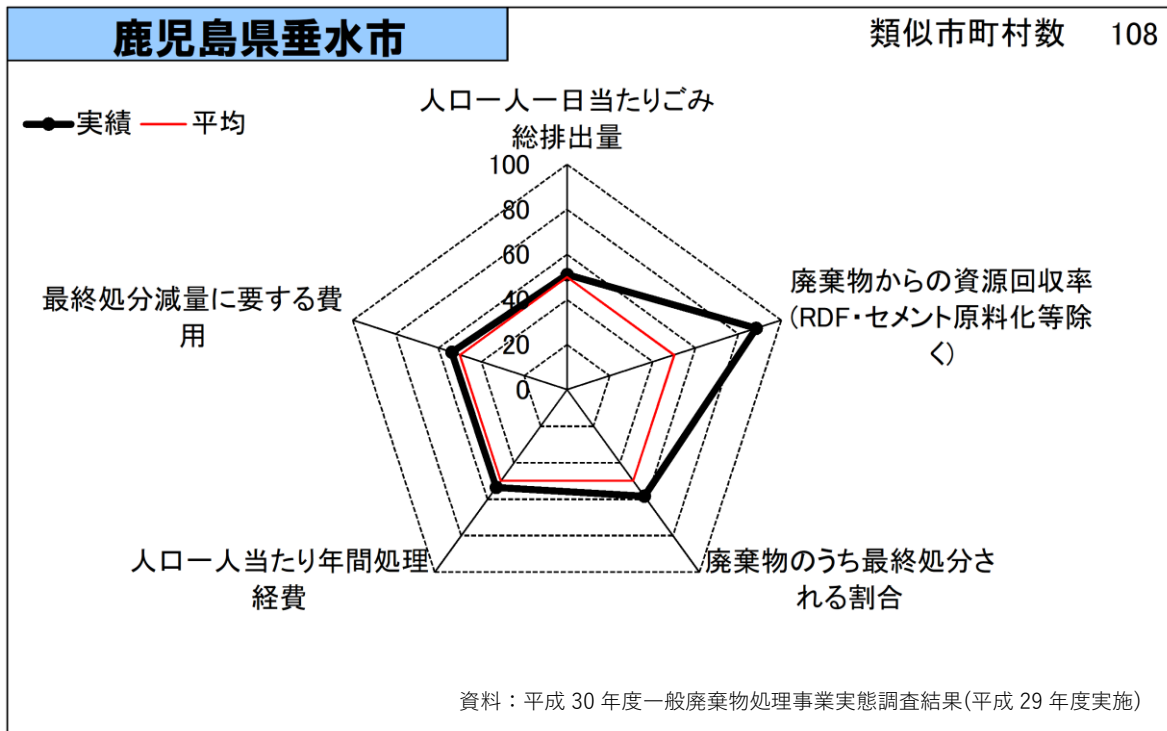 鹿児島県垂水市
類似市町村数 108
実績 平均
人口一人一日当たりごみ
総排出量
100
80
60
40
20
0
廃棄物からの資源回収率
(RDF・セメント原料化等除
く)
廃棄物のうち最終処分さ
れる割合
人口一人当たり年間処理
経費
最終処分減量に要する費
用
資料：平成 30 年度一般廃棄物処理事業実態調査結果(平成 29 年度実施)